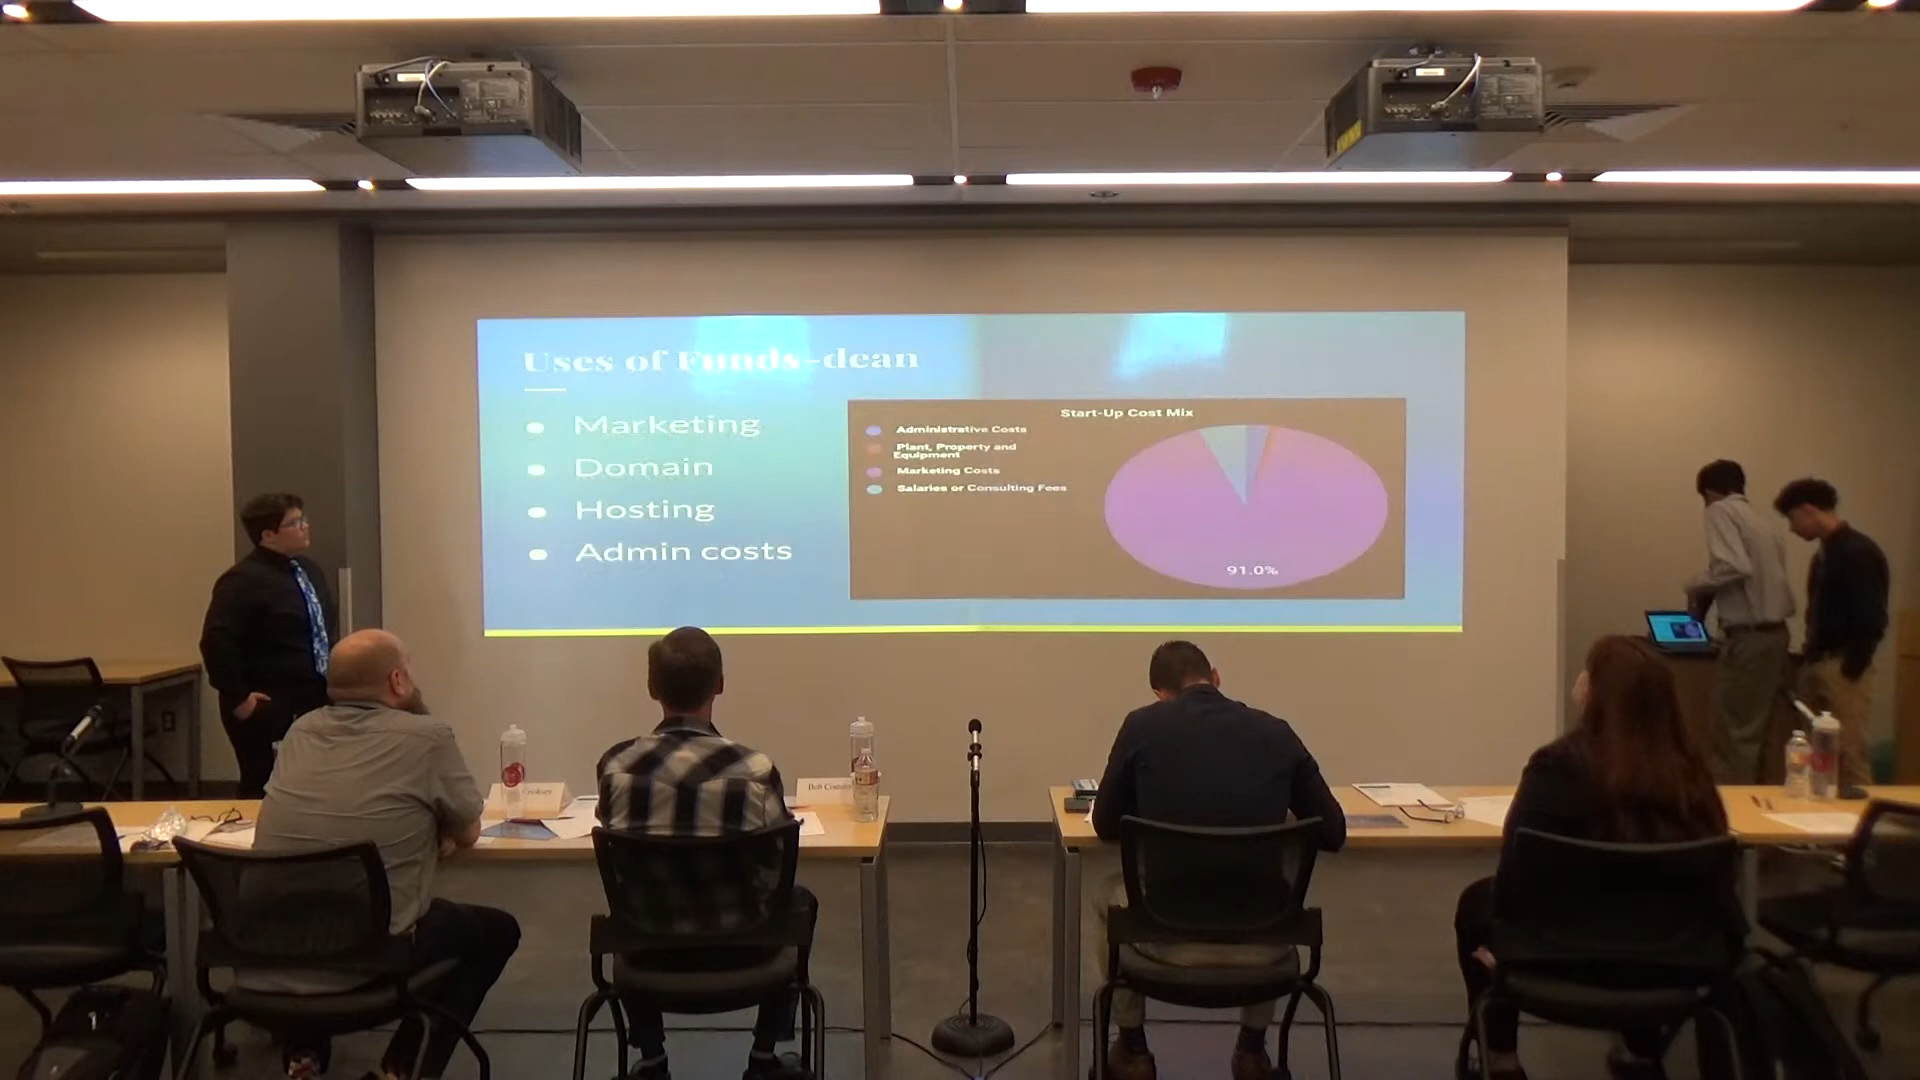 Uses of Funds-dean
Marketing
Domain
Hosting
Admin costs
Start-Up Cost Mix
Administrative Costs
Plant, Property and
Equipment
Marketing Costs
Salaries or Consulting Fees
91.0%
Bob